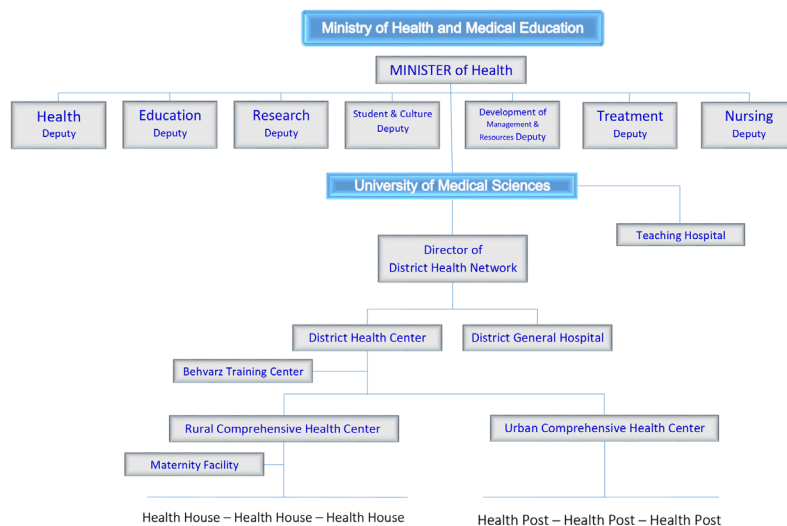 Ministry of Health and Medical Education
MINISTER of Health
Health
Deputy
Education
Deputy
Research
Deputy
Student & Culture
Deputy
Development of
Management &
Resources Deputy
Treatment
Deputy
Nursing
Deputy
University of Medical Sciences
Teaching Hospital
Director of
District Health Network
District Health Center
District General Hospital
Behvarz Training Center
Rural Comprehensive Health Center
Urban Comprehensive Health Center
Maternity Facility
Health House – Health House – Health House
Health Post – Health Post – Health Post